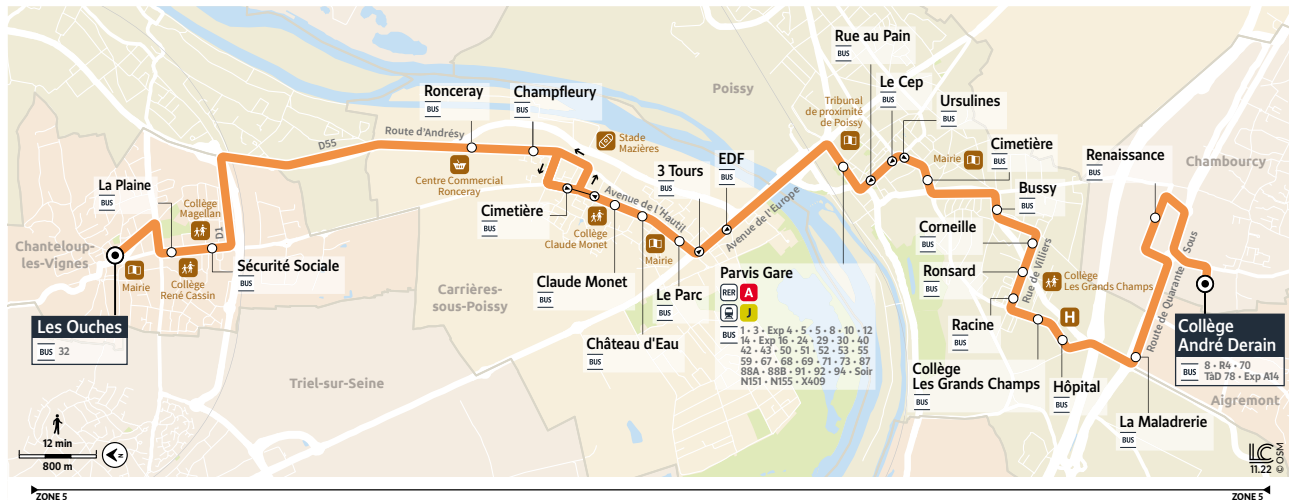 Rue au Pain
BUS
Le Cep
BUS
Ursulines
BUS
Poissy
Tribunal
de proximité
de Poissy
Ronceray
BUS
Champfleury
BUS
Route d'Andrésy
D55
Stade
Mazières
Centre Commercial
Ronceray
3 Tours
BUS
EDF
BUS
Mairie
Cimetière
BUS
Renaissance
BUS
Chambourcy
La Plaine
BUS
Collège
Magellan
D1
Cimetière
BUS
Avenue de l'Hautil
Collège
Claude Monet
Mairie
Avenue de l'Europe
Bussy
BUS
Corneille
BUS
Ronsard
BUS
Rue de Villiers
Collège
Les Grands Champs
Route de Quarante Sous
Chanteloup-
les-Vignes
Mairie
Collège
René Cassin
Sécurité Sociale
BUS
Claude Monet
BUS
Le Parc
BUS
Carrières-
sous-Poissy
Parvis Gare
RER A
J
BUS
1 • 3 • Exp 4 • 5 • 5 • 8 • 10 • 12
14 • Exp 16 • 24 • 29 • 30 • 40
42 • 43 • 50 • 51 • 52 • 53 • 55
59 • 67 • 68 • 69 • 71 • 73 • 87
88A • 88B • 91 • 92 • 94 • Soir
N151 • N155 • X409
Racine
BUS
H
Les Ouches
BUS 32
Château d'Eau
BUS
Collège
Les Grands Champs
BUS
Hôpital
BUS
Collège
André Derain
BUS
8 • R4 • 70
TàD 78 • Exp A14
Triel-sur-Seine
Aigremont
La Maladrerie
BUS
12 min
800 m
N
LC
11.22
© OSM
ZONE 5
ZONE 5